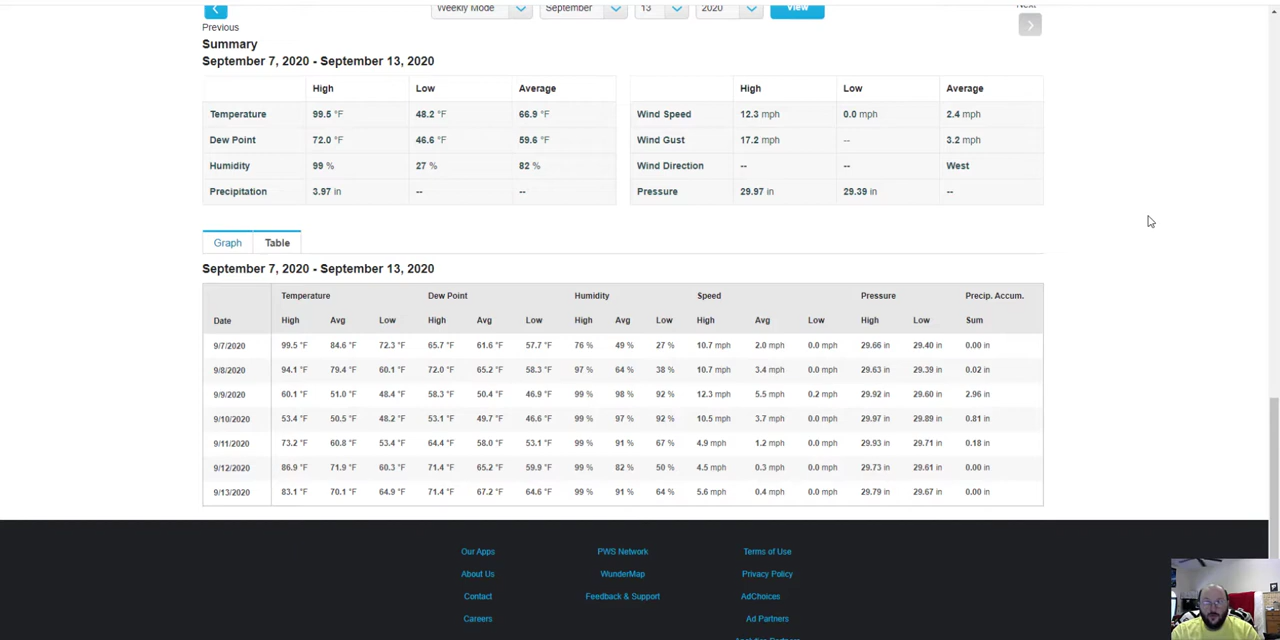 Weekly Mode September 13 2020 View Next
Previous
Summary
September 7, 2020 - September 13, 2020
High Low Average
Temperature 99.5 °F 48.2 °F 66.9 °F
Dew Point 72.0 °F 46.6 °F 59.6 °F
Humidity 99 % 27 % 82 %
Precipitation 3.97 in -- --
High Low Average
Wind Speed 12.3 mph 0.0 mph 2.4 mph
Wind Gust 17.2 mph -- 3.2 mph
Wind Direction -- -- West
Pressure 29.97 in 29.39 in --
Graph Table
September 7, 2020 - September 13, 2020
Temperature Dew Point Humidity Speed Pressure Precip. Accum.
Date High Avg Low High Avg Low High Avg Low High Avg Low High Low Sum
9/7/2020 99.5 °F 84.6 °F 72.3 °F 65.7 °F 61.6 °F 57.7 °F 76 % 49 % 27 % 10.7 mph 2.0 mph 0.0 mph 29.66 in 29.40 in 0.00 in
9/8/2020 94.1 °F 79.4 °F 60.1 °F 72.0 °F 65.2 °F 58.3 °F 97 % 64 % 38 % 10.7 mph 3.4 mph 0.0 mph 29.63 in 29.39 in 0.02 in
9/9/2020 60.1 °F 51.0 °F 48.4 °F 58.3 °F 50.4 °F 46.9 °F 99 % 98 % 92 % 12.3 mph 5.5 mph 0.2 mph 29.92 in 29.60 in 2.96 in
9/10/2020 53.4 °F 50.5 °F 48.2 °F 53.1 °F 49.7 °F 46.6 °F 99 % 97 % 92 % 10.5 mph 3.7 mph 0.0 mph 29.97 in 29.89 in 0.81 in
9/11/2020 73.2 °F 60.8 °F 53.4 °F 64.4 °F 58.0 °F 53.1 °F 99 % 91 % 67 % 4.9 mph 1.2 mph 0.0 mph 29.93 in 29.71 in 0.18 in
9/12/2020 86.9 °F 71.9 °F 60.3 °F 71.4 °F 65.2 °F 59.9 °F 99 % 82 % 50 % 4.5 mph 0.3 mph 0.0 mph 29.73 in 29.61 in 0.00 in
9/13/2020 83.1 °F 70.1 °F 64.9 °F 71.4 °F 67.2 °F 64.6 °F 99 % 91 % 64 % 5.6 mph 0.4 mph 0.0 mph 29.79 in 29.67 in 0.00 in
Our Apps PWS Network Terms of Use
About Us WunderMap Privacy Policy
Contact Feedback & Support AdChoices
Careers Ad Partners